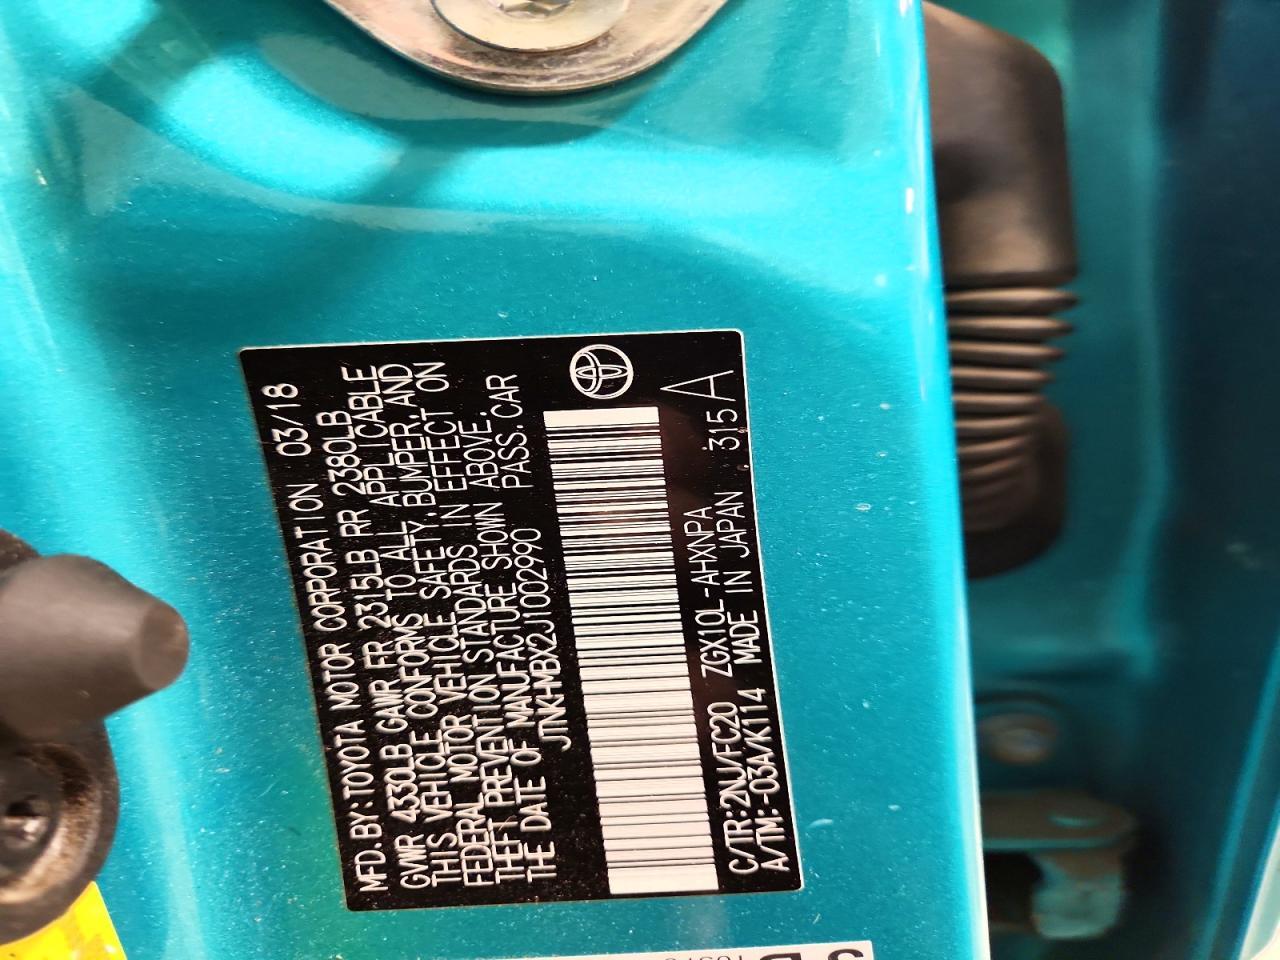 MFD.BY:TOYOTA MOTOR CORPORATION 03/18
GVWR 4330LB GAWR FR 2315LB RR 2380LB
THIS VEHICLE CONFORMS TO ALL APPLICABLE
FEDERAL MOTOR VEHICLE SAFETY,BUMPER,AND
THEFT PREVENTION STANDARDS IN EFFECT ON
THE DATE OF MANUFACTURE SHOWN ABOVE.
JTNKHMBX2J1002990 PASS.CAR
C/TR:2NU/FC20 ZGX10L-AHXNPA 315 A
A/TM:-03A/K114 MADE IN JAPAN